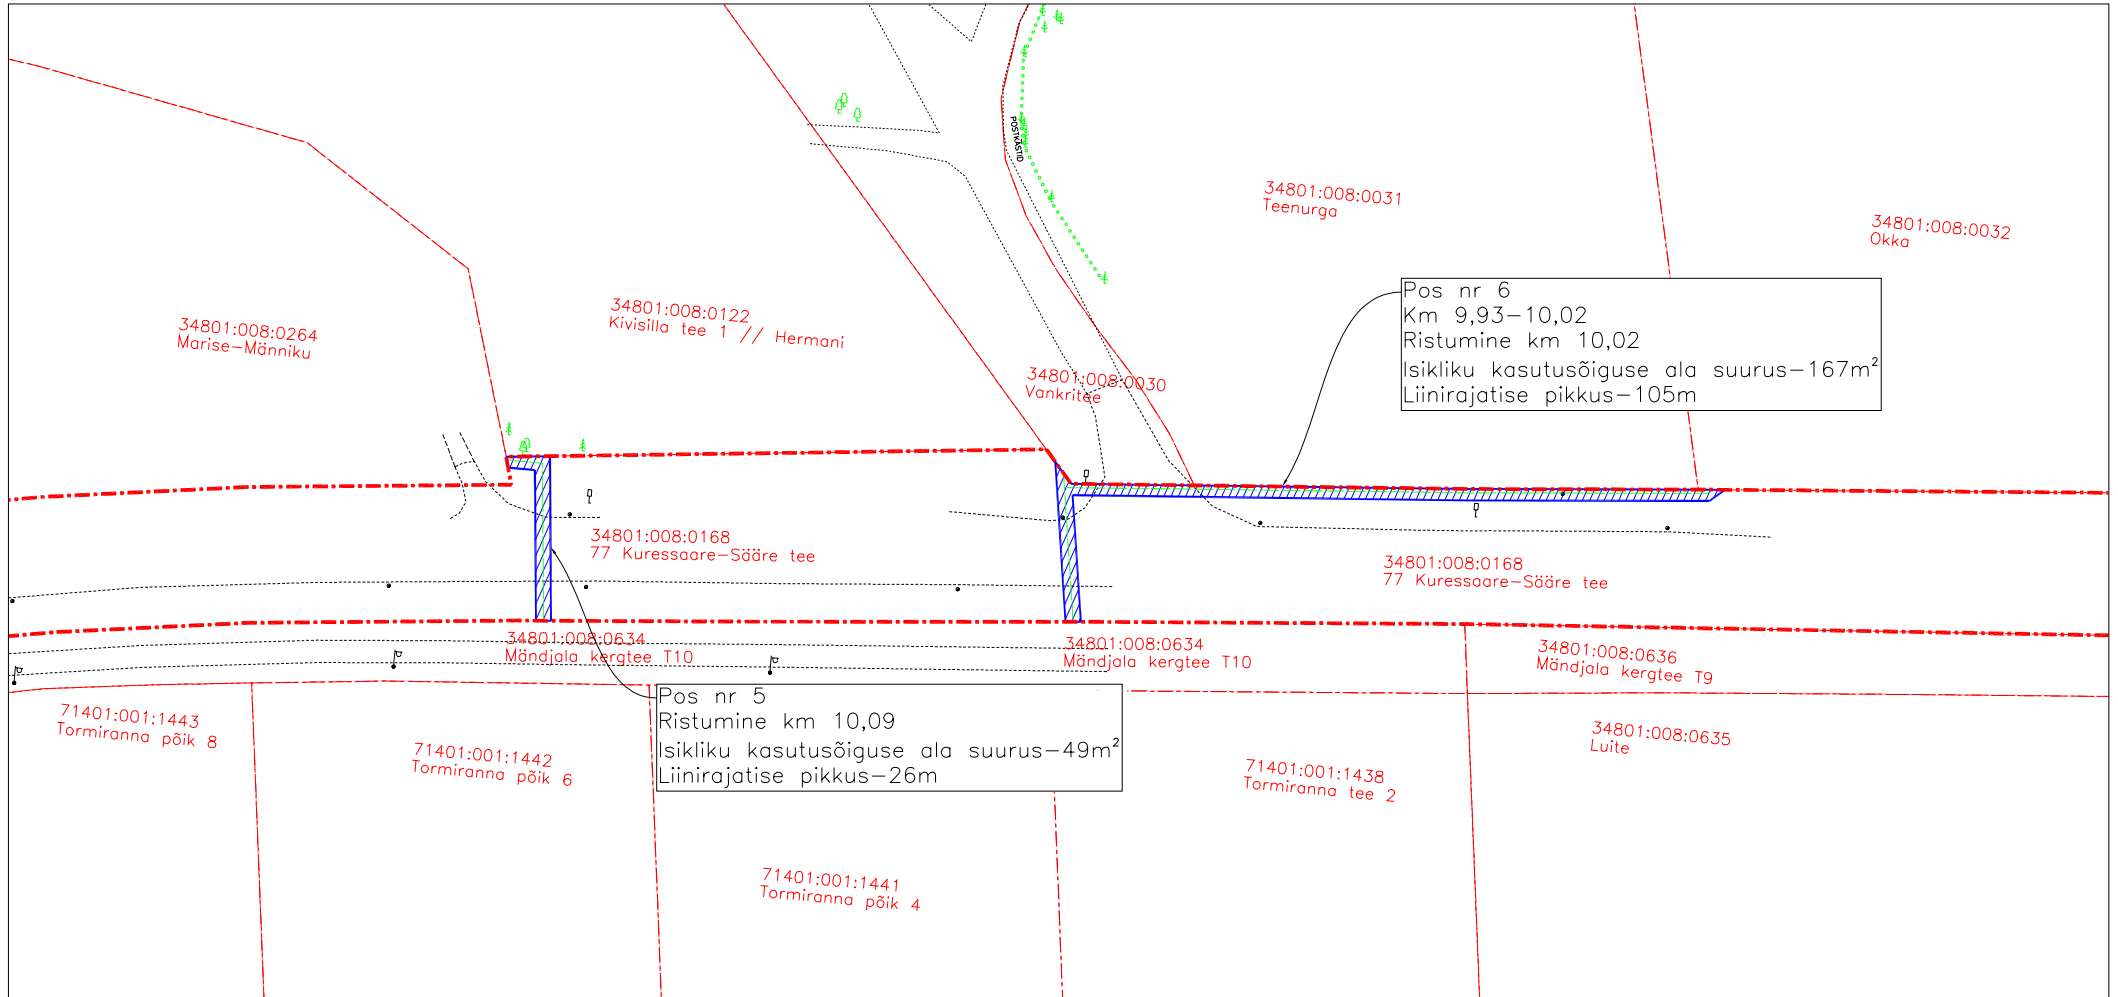 POSTKASTID
34801:008:0031
Teenurga
34801:008:0032
Okka
34801:008:0264
Marise-Männiku
34801:008:0122
Kivisilla tee 1 // Hermani
34801:008:0030
Vankritee
Pos nr 6
Km 9,93-10,02
Ristumine km 10,02
Isikliku kasutusõiguse ala suurus-167m²
Liinirajatise pikkus-105m
34801:008:0168
77 Kuressaare-Sääre tee
34801:008:0168
77 Kuressaare-Sääre tee
34801:008:0634
Mändjala kergtee T10
34801:008:0634
Mändjala kergtee T10
34801:008:0636
Mändjala kergtee T9
71401:001:1443
Tormiranna põik 8
71401:001:1442
Tormiranna põik 6
Pos nr 5
Ristumine km 10,09
Isikliku kasutusõiguse ala suurus-49m²
Liinirajatise pikkus-26m
71401:001:1438
Tormiranna tee 2
34801:008:0635
Luite
71401:001:1441
Tormiranna põik 4